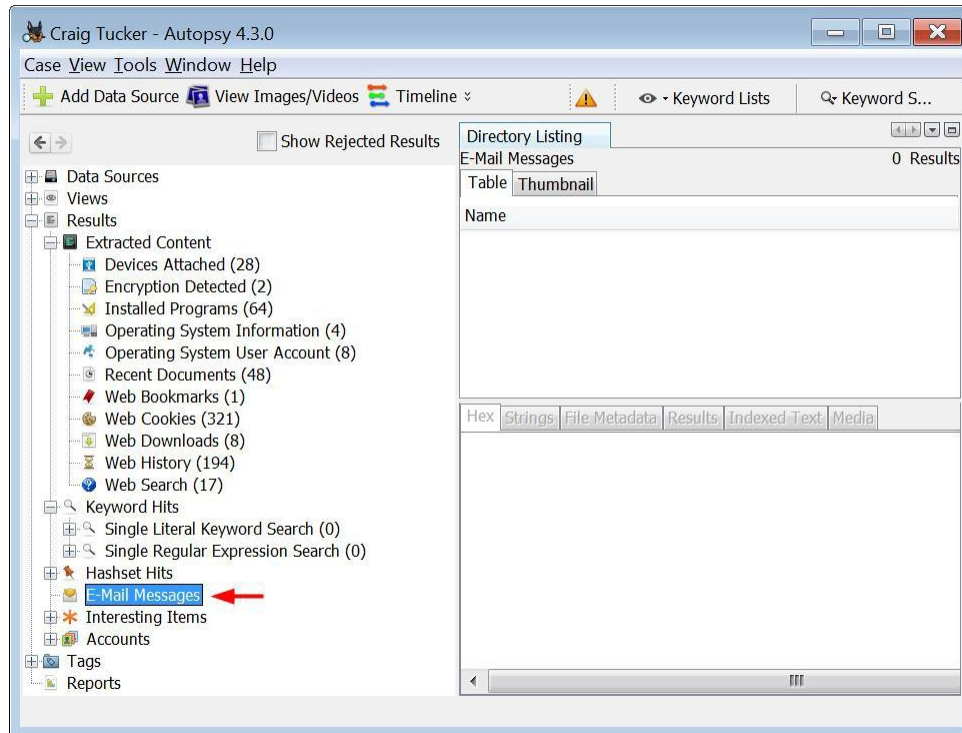 Craig Tucker - Autopsy 4.3.0
Case View Tools Window Help
Add Data Source View Images/Videos Timeline Keyword Lists Keyword S...
Show Rejected Results
Data Sources
Views
Results
Extracted Content
Devices Attached (28)
Encryption Detected (2)
Installed Programs (64)
Operating System Information (4)
Operating System User Account (8)
Recent Documents (48)
Web Bookmarks (1)
Web Cookies (321)
Web Downloads (8)
Web History (194)
Web Search (17)
Keyword Hits
Single Literal Keyword Search (0)
Single Regular Expression Search (0)
Hashset Hits
E-Mail Messages
Interesting Items
Accounts
Tags
Reports
Directory Listing
E-Mail Messages 0 Results
Table Thumbnail
Name
Hex Strings File Metadata Results Indexed Text Media